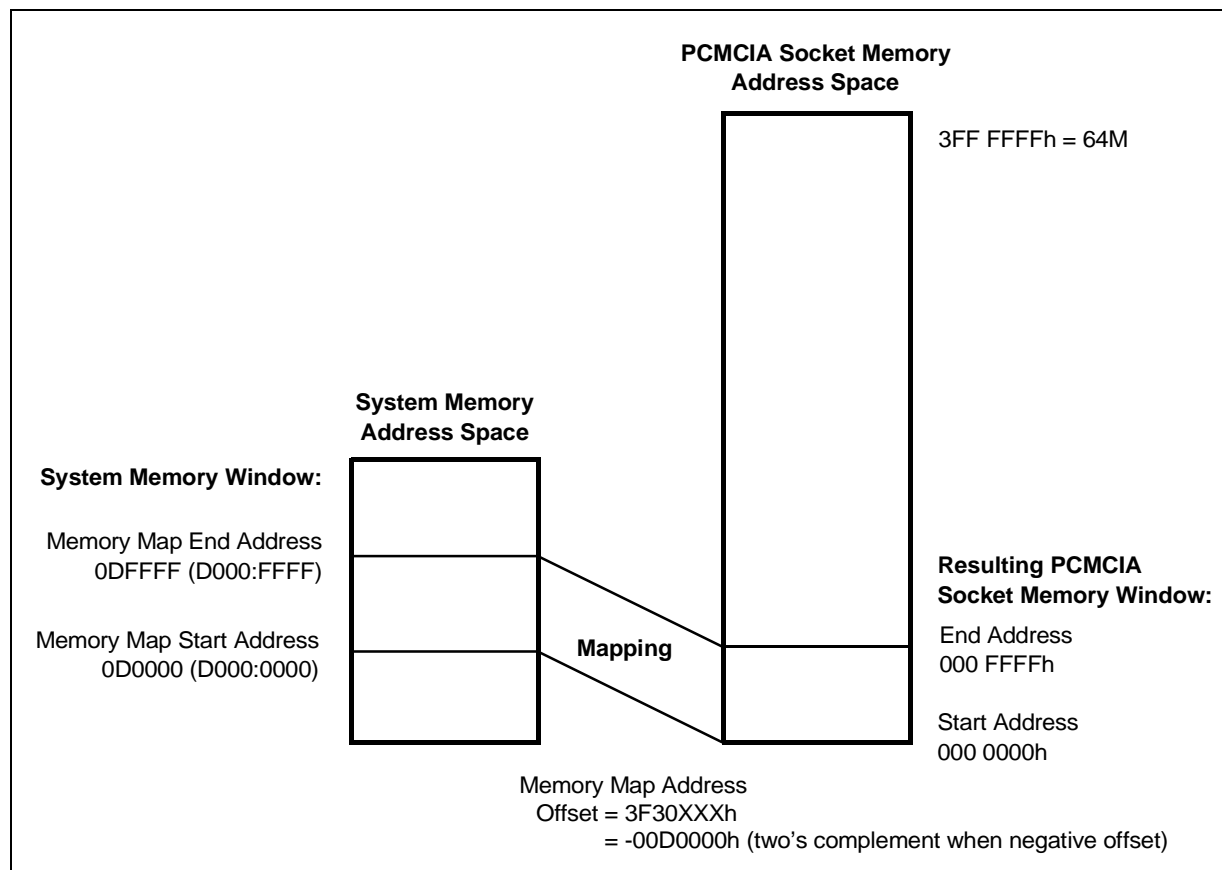 PCMCIA Socket Memory
Address Space
3FF FFFFh = 64M
System Memory
Address Space
System Memory Window:
Memory Map End Address
0DFFFF (D000:FFFF)
Memory Map Start Address
0D0000 (D000:0000)
Mapping
Resulting PCMCIA
Socket Memory Window:
End Address
000 FFFFh
Start Address
000 0000h
Memory Map Address
Offset = 3F30XXXh
= -00D0000h (two's complement when negative offset)